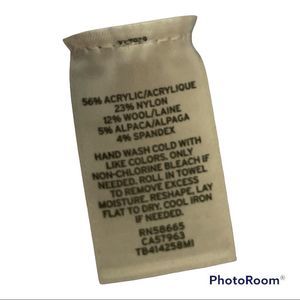 56% ACRYLIC/ACRYLIQUE
23% NYLON
12% WOOL/LAINE
5% ALPACA/ALPAGA
4% SPANDEX
HAND WASH COLD WITH
LIKE COLORS. ONLY
NON-CHLORINE BLEACH IF
NEEDED. ROLL IN TOWEL
TO REMOVE EXCESS
MOISTURE. RESHAPE, LAY
FLAT TO DRY. COOL IRON
IF NEEDED.
RN58665
CA57963
TB414258MI
PhotoRoom®